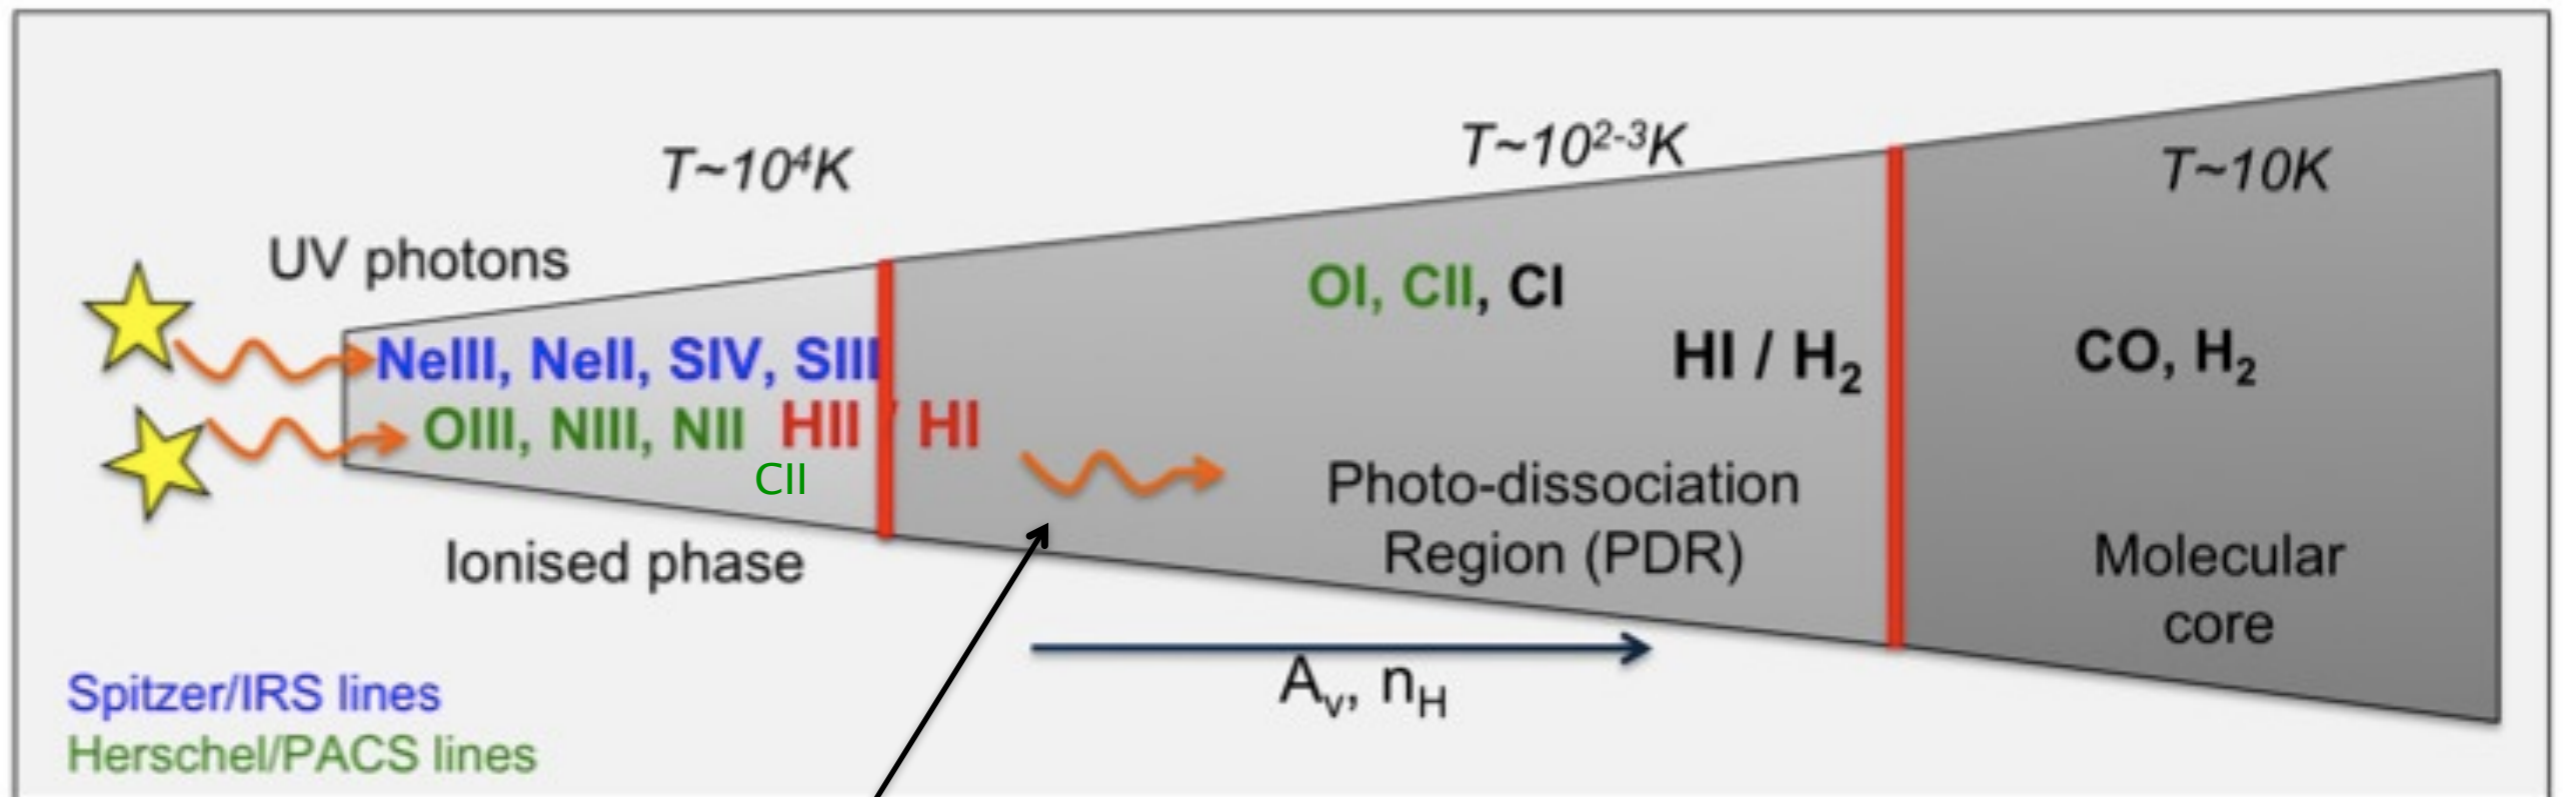 T~10⁴K
T~10²⁻³K
T~10K
UV photons
OI, CII, CI
NeIII, NeII, SIV, SIII
HI / H₂
CO, H₂
OIII, NIII, NII HII / HI
CII
Photo-dissociation
Region (PDR)
Ionised phase
Molecular
core
Aᵥ, n_H
Spitzer/IRS lines
Herschel/PACS lines